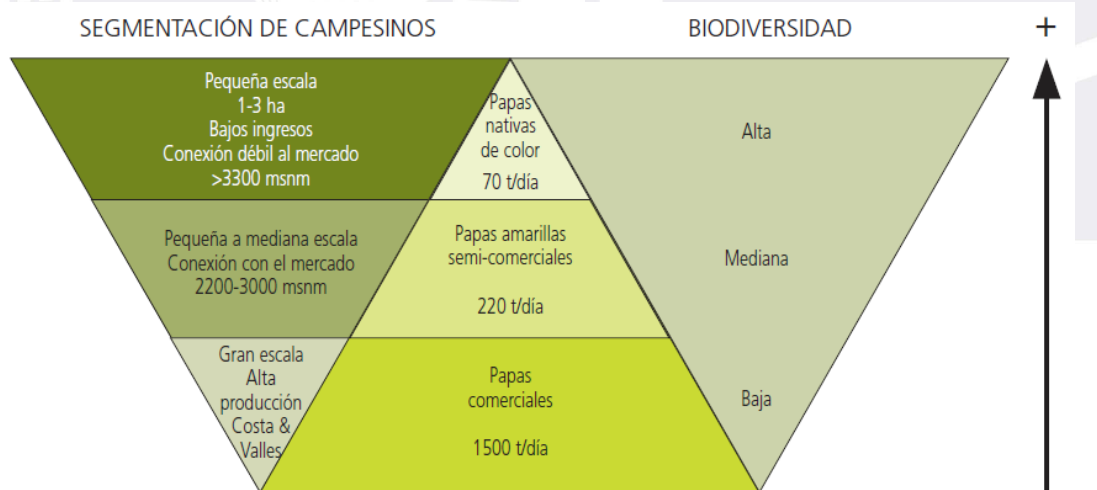 SEGMENTACIÓN DE CAMPESINOS
BIODIVERSIDAD
+
Pequeña escala
1-3 ha
Bajos ingresos
Conexión débil al mercado
>3300 msnm
Papas
nativas
de color
70 t/día
Alta
Pequeña a mediana escala
Conexión con el mercado
2200-3000 msnm
Papas amarillas
semi-comerciales
220 t/día
Mediana
Gran escala
Alta
producción
Costa &
Valles
Papas
comerciales
1500 t/día
Baja